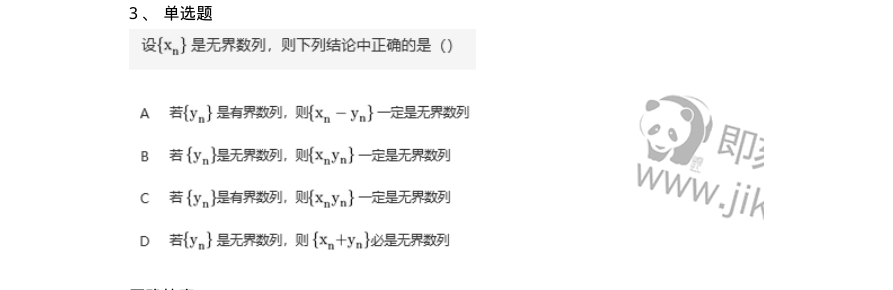 3、 单选题
设{xₙ} 是无界数列，则下列结论中正确的是（）
A 若{yₙ} 是有界数列，则{xₙ − yₙ} 一定是无界数列
即
B 若 {yₙ}是无界数列，则{xₙyₙ} 一定是无界数列
www.jik
C 若 {yₙ}是有界数列，则{xₙyₙ} 一定是无界数列
D 若{yₙ} 是无界数列，则 {xₙ+yₙ}必是无界数列